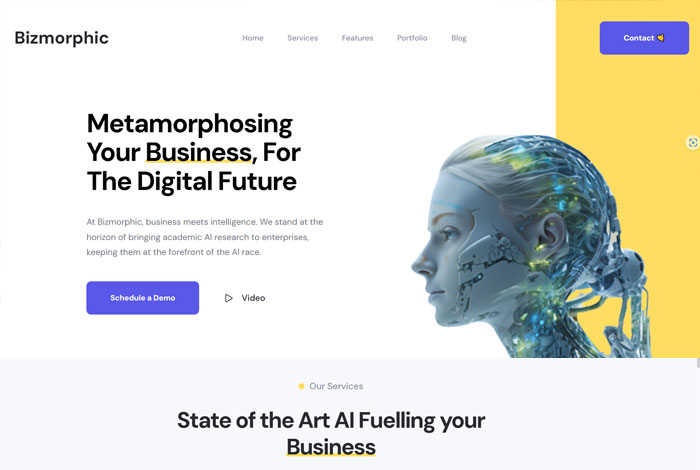 Bizmorphic
Home Services Features Portfolio Blog
Contact
Metamorphosing
Your Business, For
The Digital Future
At Bizmorphic, business meets intelligence. We stand at the
horizon of bringing academic AI research to enterprises,
keeping them at the forefront of the AI race.
Schedule a Demo
Video
Our Services
State of the Art AI Fuelling your
Business